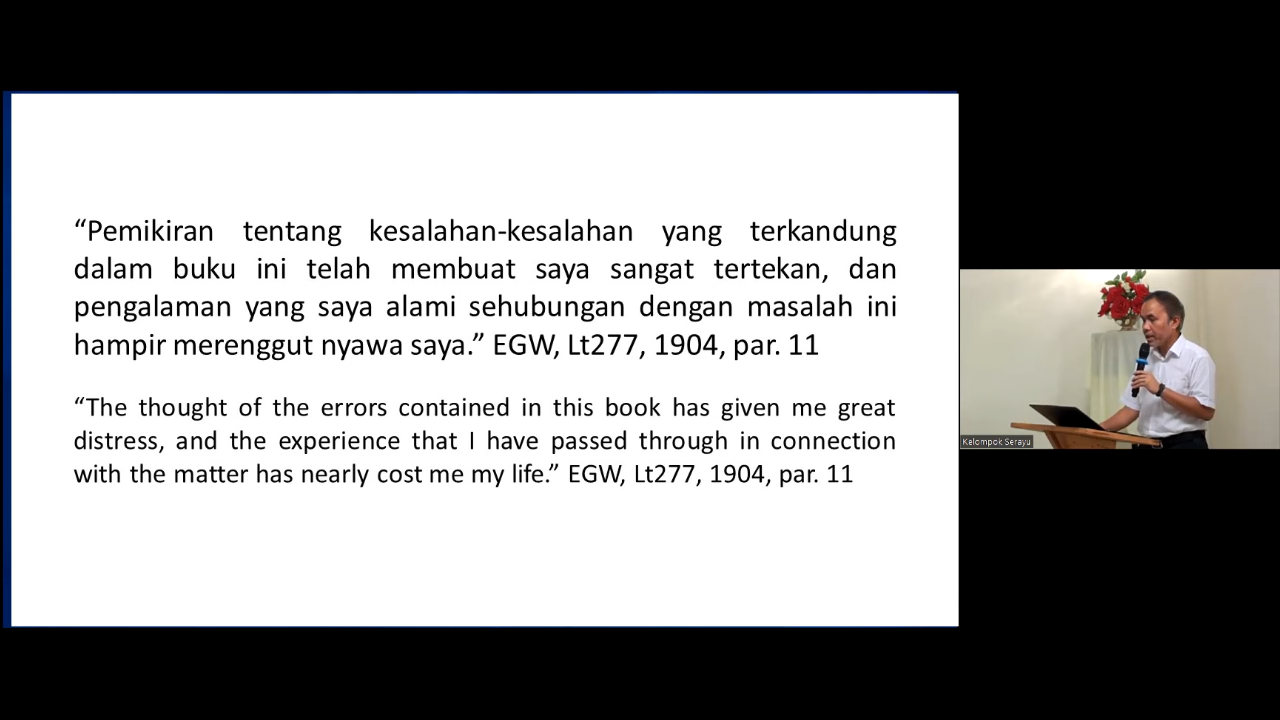 “Pemikiran tentang kesalahan-kesalahan yang terkandung
dalam buku ini telah membuat saya sangat tertekan, dan
pengalaman yang saya alami sehubungan dengan masalah ini
hampir merenggut nyawa saya.” EGW, Lt277, 1904, par. 11
“The thought of the errors contained in this book has given me great
distress, and the experience that I have passed through in connection
with the matter has nearly cost me my life.” EGW, Lt277, 1904, par. 11
Kelompok Serayu